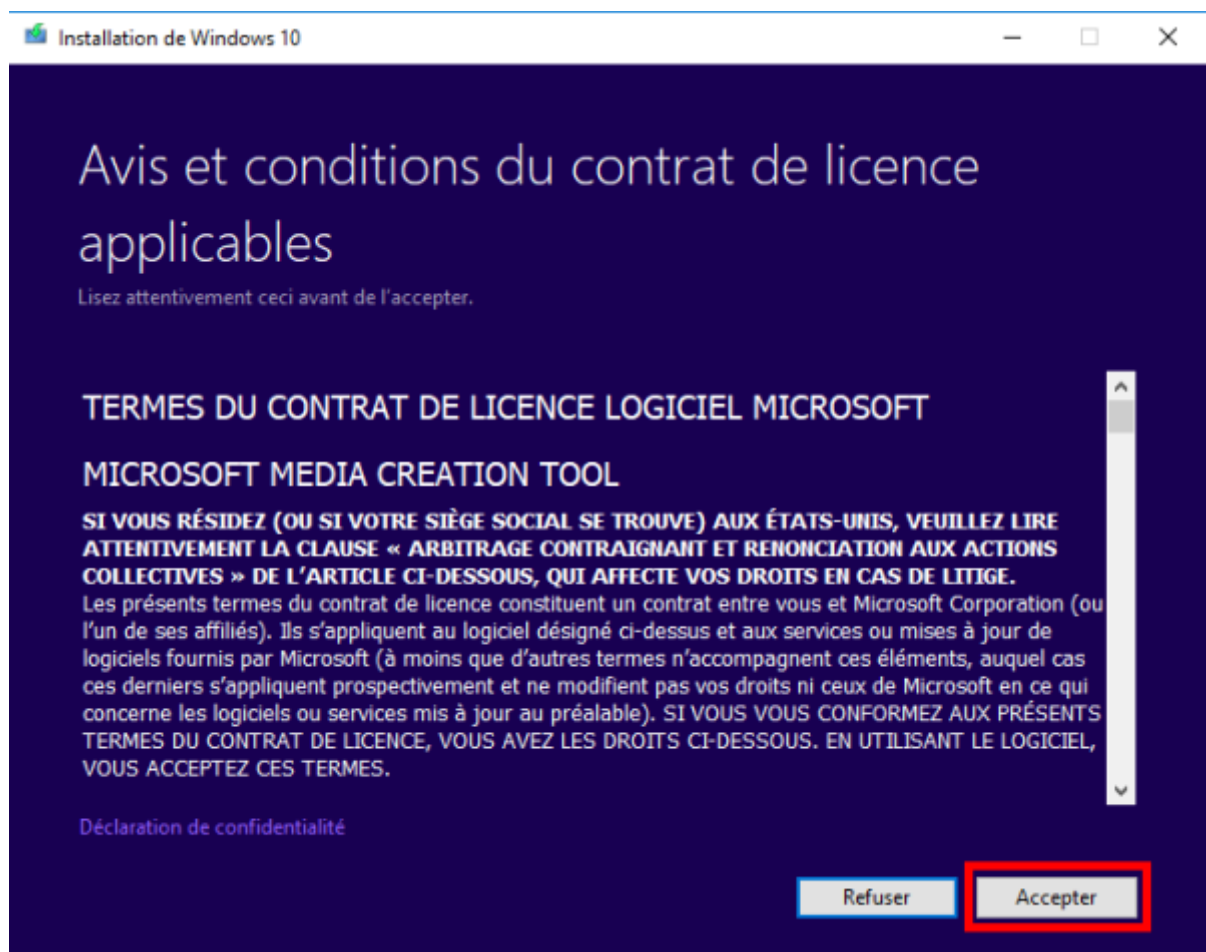 Installation de Windows 10
Avis et conditions du contrat de licence
applicables
Lisez attentivement ceci avant de l'accepter.
TERMES DU CONTRAT DE LICENCE LOGICIEL MICROSOFT
MICROSOFT MEDIA CREATION TOOL
SI VOUS RÉSIDEZ (OU SI VOTRE SIÈGE SOCIAL SE TROUVE) AUX ÉTATS-UNIS, VEUILLEZ LIRE
ATTENTIVEMENT LA CLAUSE « ARBITRAGE CONTRAIGNANT ET RENONCIATION AUX ACTIONS
COLLECTIVES » DE L’ARTICLE CI-DESSOUS, QUI AFFECTE VOS DROITS EN CAS DE LITIGE.
Les présents termes du contrat de licence constituent un contrat entre vous et Microsoft Corporation (ou
l’un de ses affiliés). Ils s’appliquent au logiciel désigné ci-dessus et aux services ou mises à jour de
logiciels fournis par Microsoft (à moins que d’autres termes n’accompagnent ces éléments, auquel cas
ces derniers s’appliquent prospectivement et ne modifient pas vos droits ni ceux de Microsoft en ce qui
concerne les logiciels ou services mis à jour au préalable). SI VOUS VOUS CONFORMEZ AUX PRÉSENTS
TERMES DU CONTRAT DE LICENCE, VOUS AVEZ LES DROITS CI-DESSOUS. EN UTILISANT LE LOGICIEL,
VOUS ACCEPTEZ CES TERMES.
Déclaration de confidentialité
Refuser
Accepter